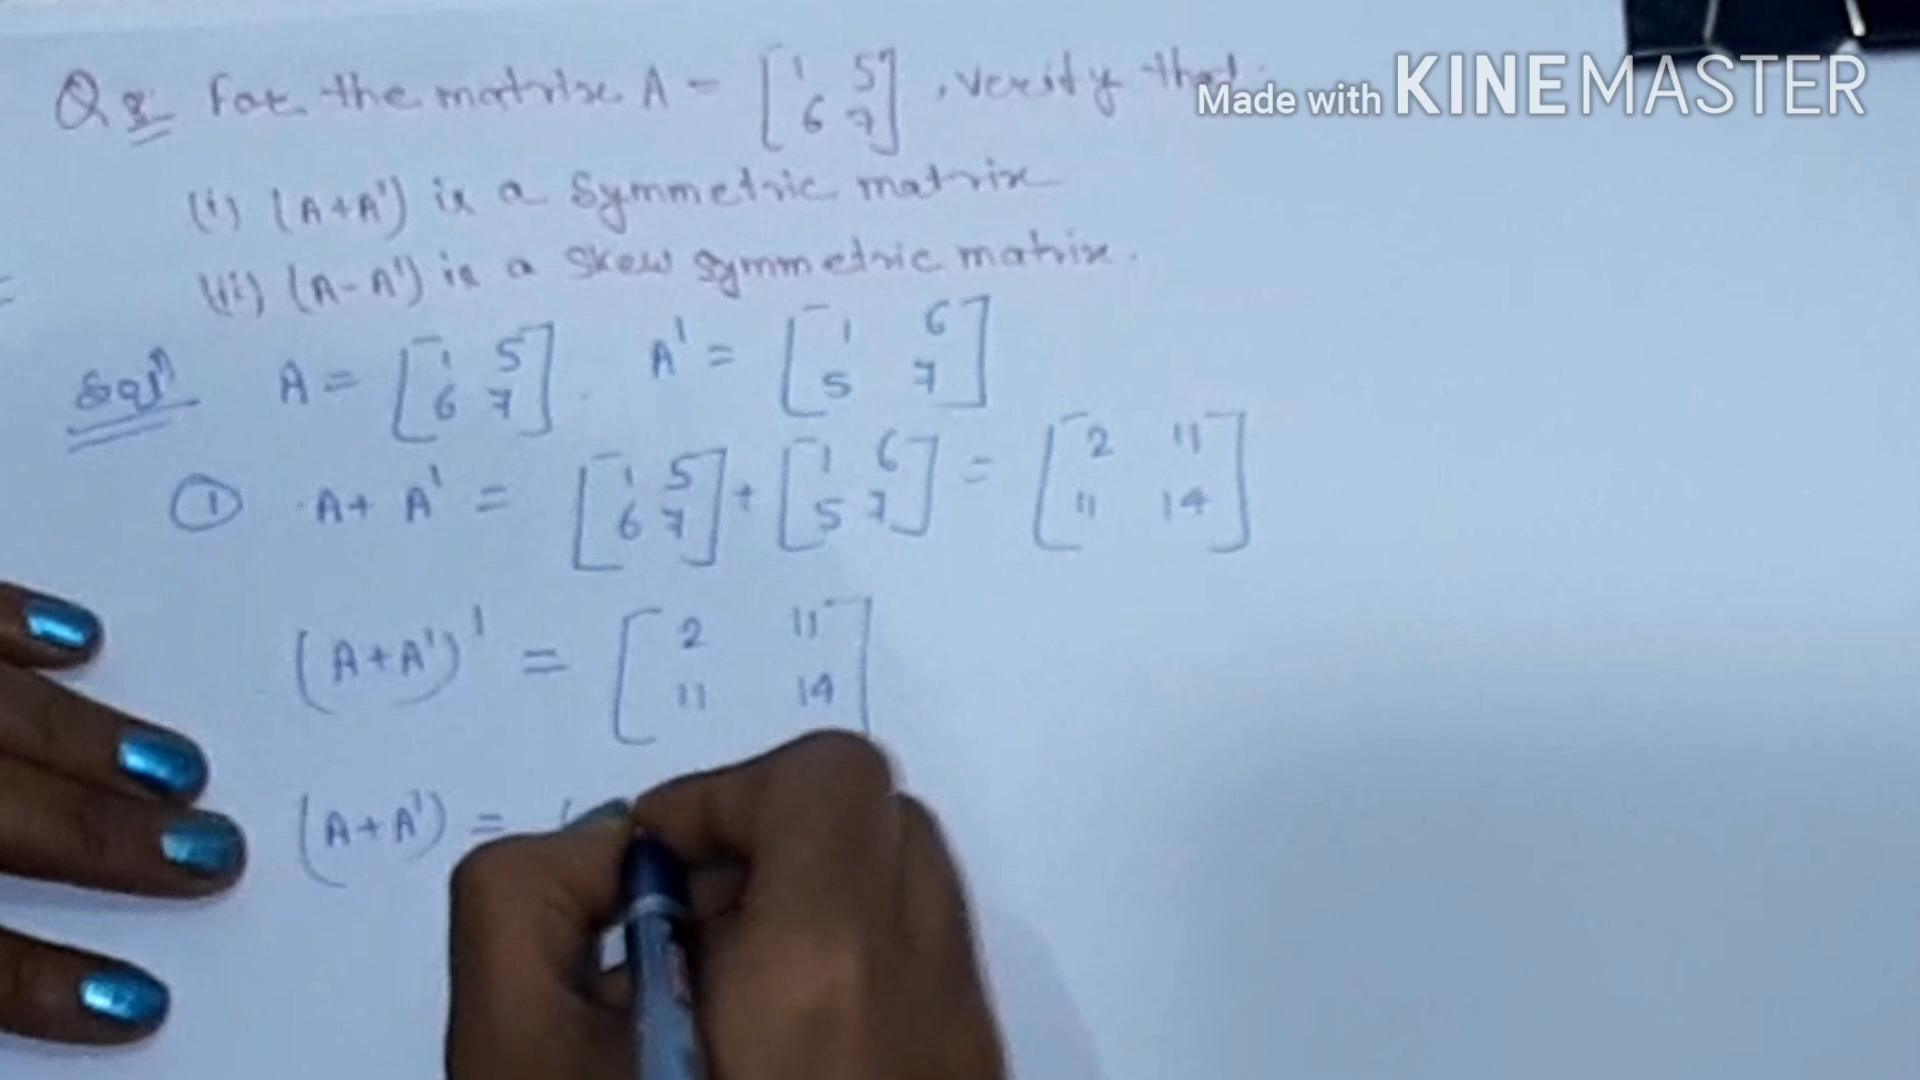 Q 8 For the matrix A = [1 5 6 7], verify that
Made with KINEMASTER
(i) (A+A') is a symmetric matrix
(ii) (A-A') is a skew symmetric matrix.
Solⁿ A = [1 5 6 7]. A' = [1 6 5 7]
① A + A' = [1 5 6 7] + [1 6 5 7] = [2 11 11 14]
(A+A')' = [2 11 11 14]
(A+A') = (